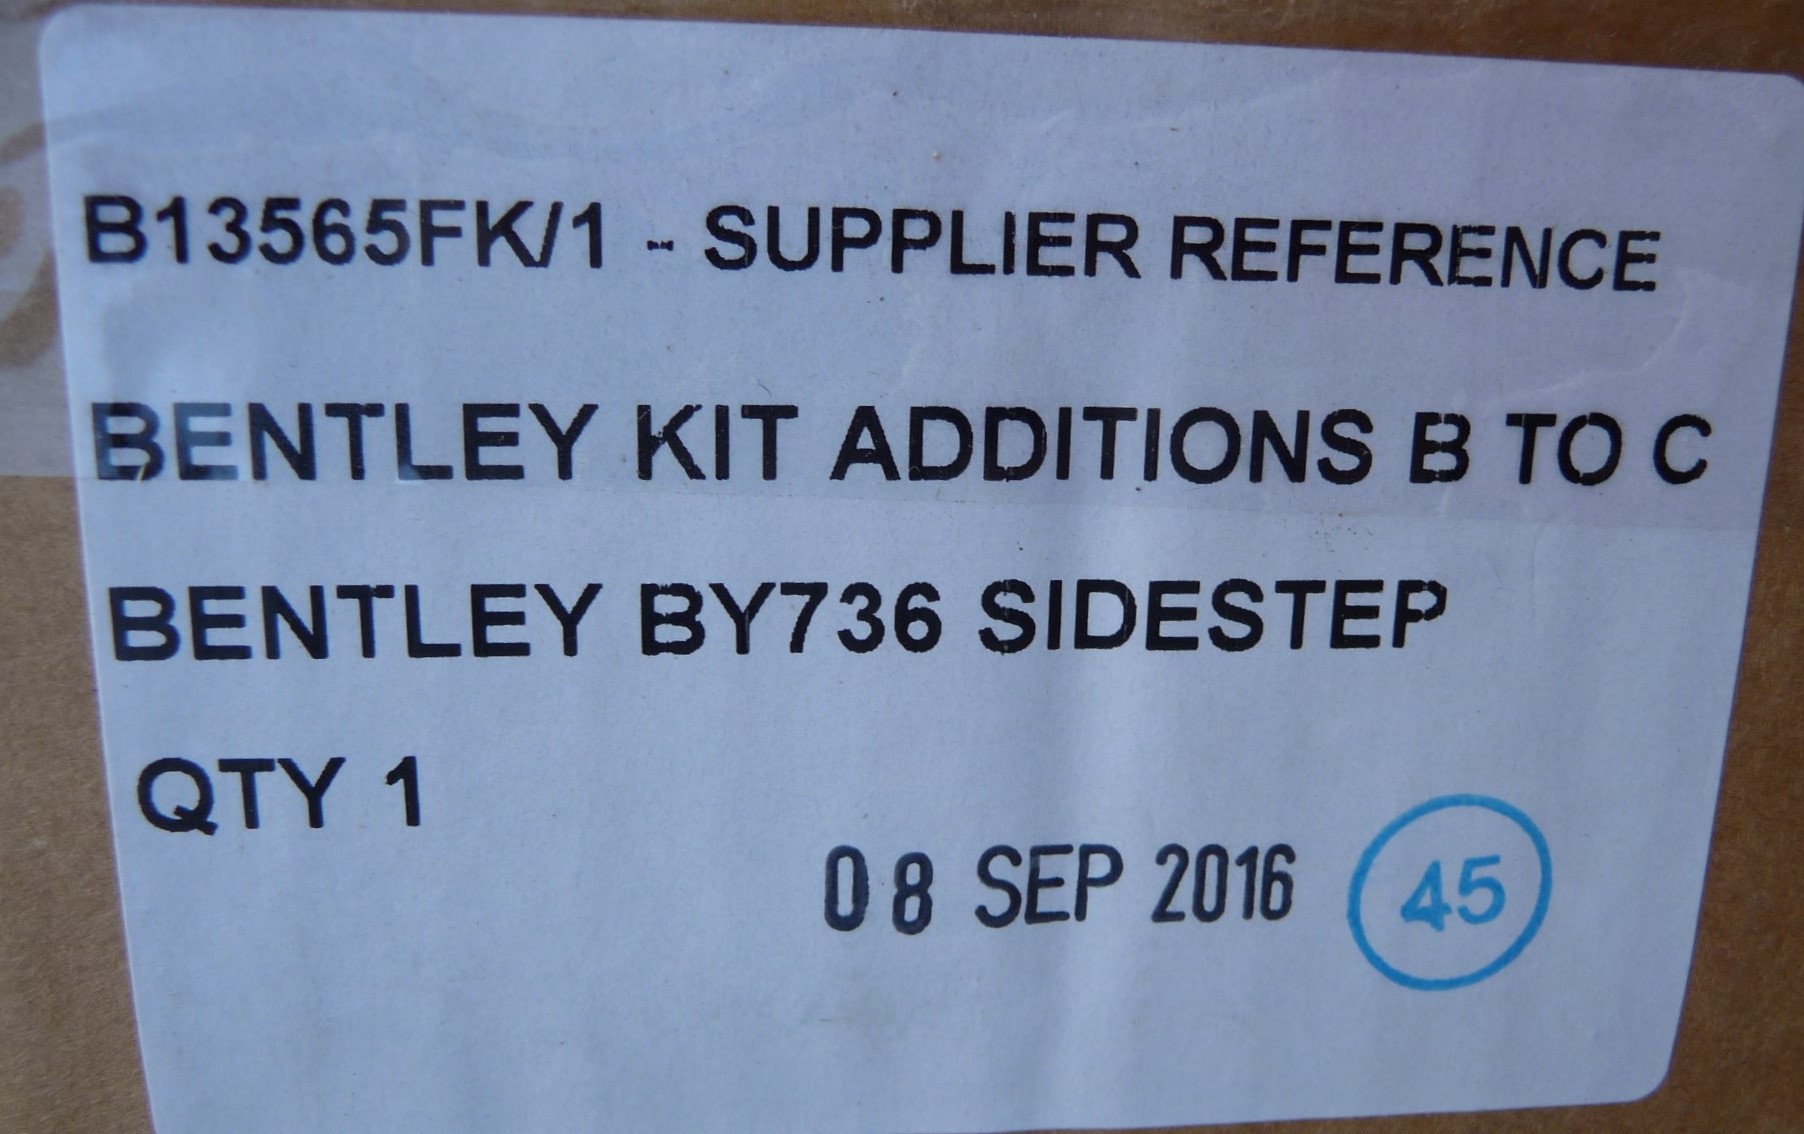 B13565FK/1 - SUPPLIER REFERENCE
BENTLEY KIT ADDITIONS B TO C
BENTLEY BY736 SIDESTEP
QTY 1
08 SEP 2016 45